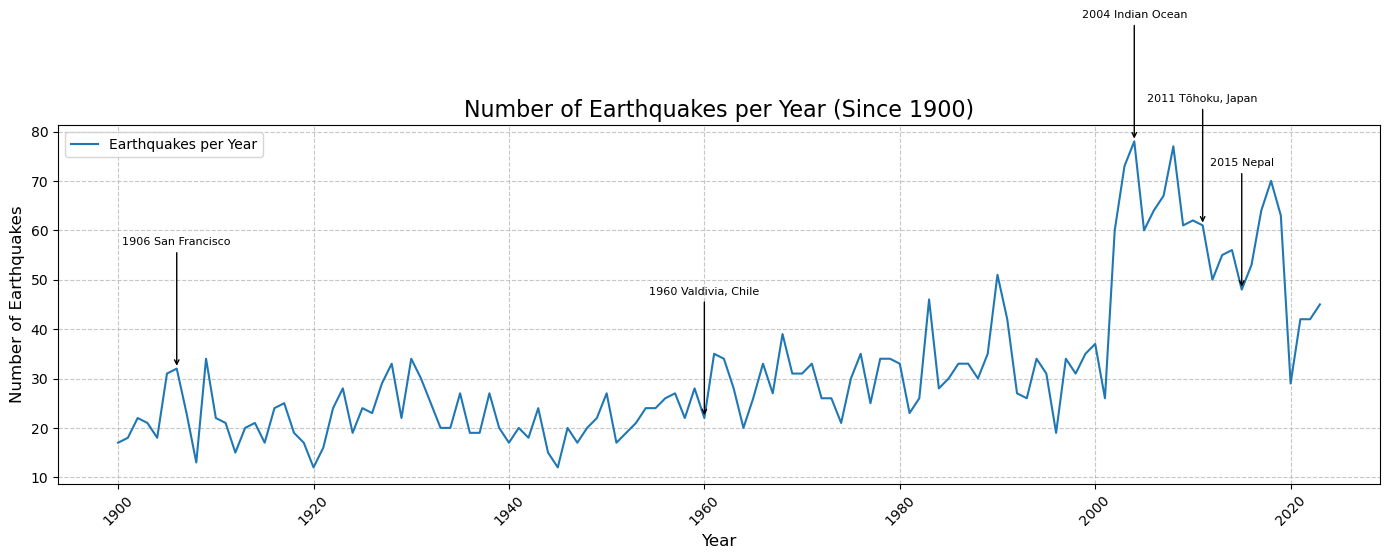 2004 Indian Ocean
2011 Tōhoku, Japan
Number of Earthquakes per Year (Since 1900)
Earthquakes per Year
2015 Nepal
1906 San Francisco
1960 Valdivia, Chile
Number of Earthquakes
80
70
60
50
40
30
20
10
1900
1920
1940
1960
1980
2000
2020
Year